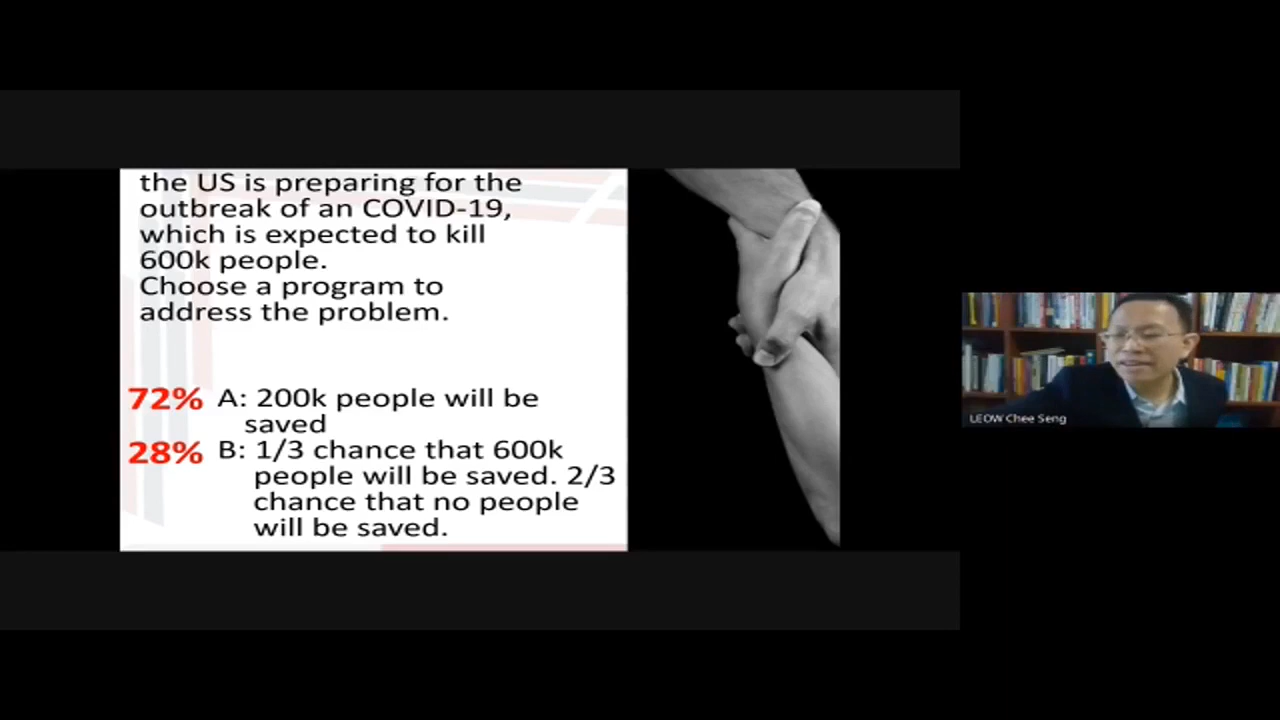 the US is preparing for the
outbreak of an COVID-19,
which is expected to kill
600k people.
Choose a program to
address the problem.
72% A: 200k people will be
saved
28% B: 1/3 chance that 600k
people will be saved. 2/3
chance that no people
will be saved.
LEOW Chee Seng